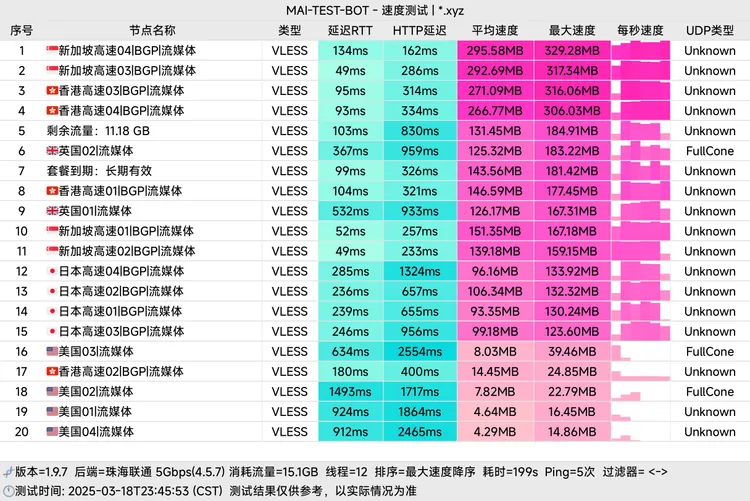 MAI-TEST-BOT - 速度测试 | *.xyz
序号 节点名称 类型 延迟RTT HTTP延迟 平均速度 最大速度 每秒速度 UDP类型
1 🇸🇬新加坡高速04|BGP|流媒体 VLESS 134ms 162ms 295.58MB 329.28MB Unknown
2 🇸🇬新加坡高速03|BGP|流媒体 VLESS 49ms 286ms 292.69MB 317.34MB Unknown
3 🇭🇰香港高速03|BGP|流媒体 VLESS 95ms 314ms 271.09MB 316.06MB Unknown
4 🇭🇰香港高速04|BGP|流媒体 VLESS 93ms 334ms 266.77MB 306.03MB Unknown
5 剩余流量：11.18 GB VLESS 103ms 830ms 131.45MB 184.91MB Unknown
6 🇬🇧英国02|流媒体 VLESS 367ms 959ms 125.32MB 183.22MB FullCone
7 套餐到期：长期有效 VLESS 99ms 326ms 143.56MB 181.42MB Unknown
8 🇭🇰香港高速01|BGP|流媒体 VLESS 104ms 321ms 146.59MB 177.45MB Unknown
9 🇬🇧英国01|流媒体 VLESS 532ms 933ms 126.17MB 167.31MB Unknown
10 🇸🇬新加坡高速01|BGP|流媒体 VLESS 52ms 257ms 151.35MB 167.18MB Unknown
11 🇸🇬新加坡高速02|BGP|流媒体 VLESS 49ms 233ms 139.18MB 159.15MB Unknown
12 🇯🇵日本高速04|BGP|流媒体 VLESS 285ms 1324ms 96.16MB 133.92MB Unknown
13 🇯🇵日本高速02|BGP|流媒体 VLESS 236ms 657ms 106.34MB 132.32MB Unknown
14 🇯🇵日本高速01|BGP|流媒体 VLESS 239ms 655ms 93.35MB 130.24MB Unknown
15 🇯🇵日本高速03|BGP|流媒体 VLESS 246ms 956ms 99.18MB 123.60MB Unknown
16 🇺🇸美国03|流媒体 VLESS 634ms 2554ms 8.03MB 39.46MB FullCone
17 🇭🇰香港高速02|BGP|流媒体 VLESS 180ms 400ms 14.45MB 24.85MB Unknown
18 🇺🇸美国02|流媒体 VLESS 1493ms 1717ms 7.82MB 22.79MB FullCone
19 🇺🇸美国01|流媒体 VLESS 924ms 1864ms 4.64MB 16.45MB Unknown
20 🇺🇸美国04|流媒体 VLESS 912ms 2465ms 4.29MB 14.86MB Unknown
版本=1.9.7 后端=珠海联通 5Gbps(4.5.7) 消耗流量=15.1GB 线程=12 排序=最大速度降序 耗时=199s Ping=5次 过滤器= <->
测试时间: 2025-03-18T23:45:53 (CST) 测试结果仅供参考，以实际情况为准